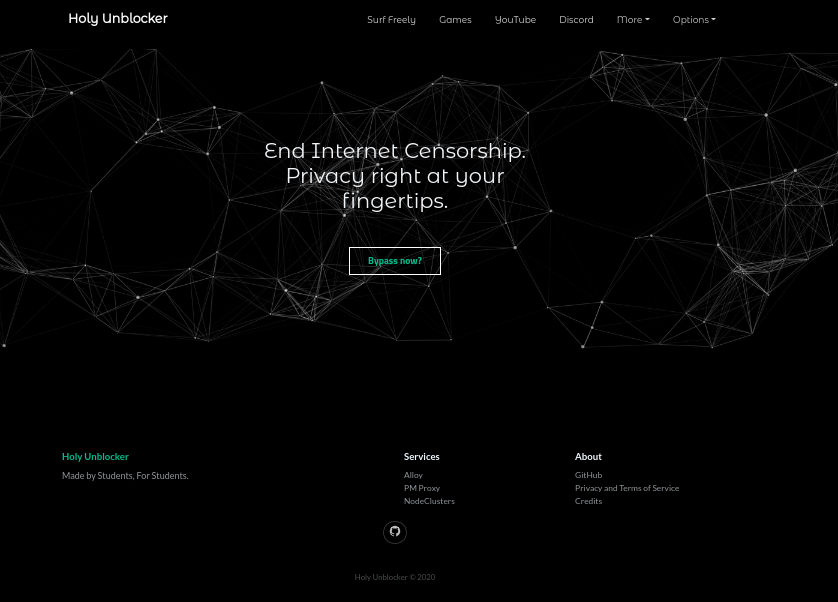 Holy Unblocker
Surf Freely Games YouTube Discord More Options
End Internet Censorship.
Privacy right at your
fingertips.
Bypass now?
Holy Unblocker
Made by Students, For Students.
Services
Alloy
PM Proxy
NodeClusters
About
GitHub
Privacy and Terms of Service
Credits
Holy Unblocker © 2020